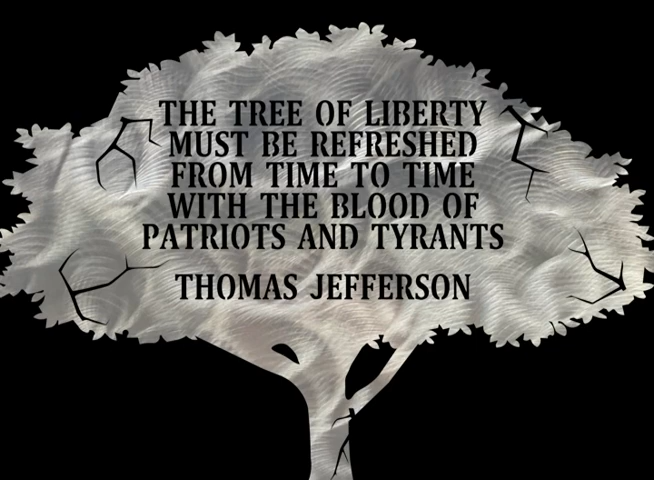 THE TREE OF LIBERTY
MUST BE REFRESHED
FROM TIME TO TIME
WITH THE BLOOD OF
PATRIOTS AND TYRANTS
THOMAS JEFFERSON